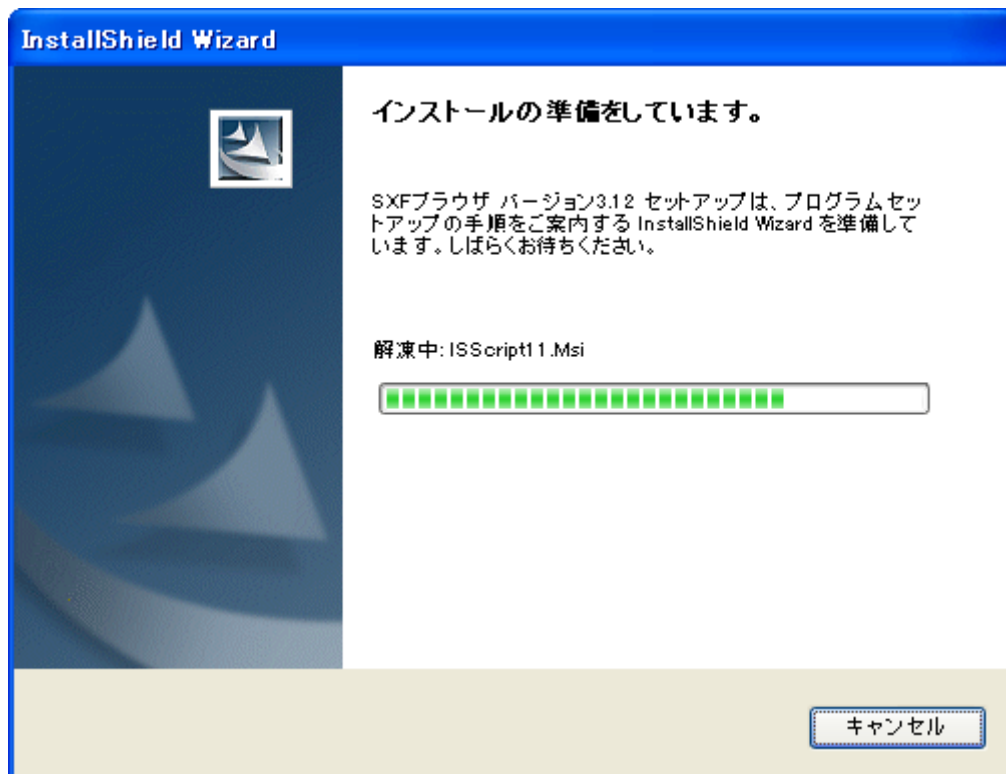 InstallShield Wizard
インストールの準備をしています。
SXFブラウザ バージョン3.12 セットアップは、プログラムセッ
トアップの手順をご案内する InstallShield Wizard を準備して
います。しばらくお待ちください。
解凍中: ISScript11.Msi
キャンセル